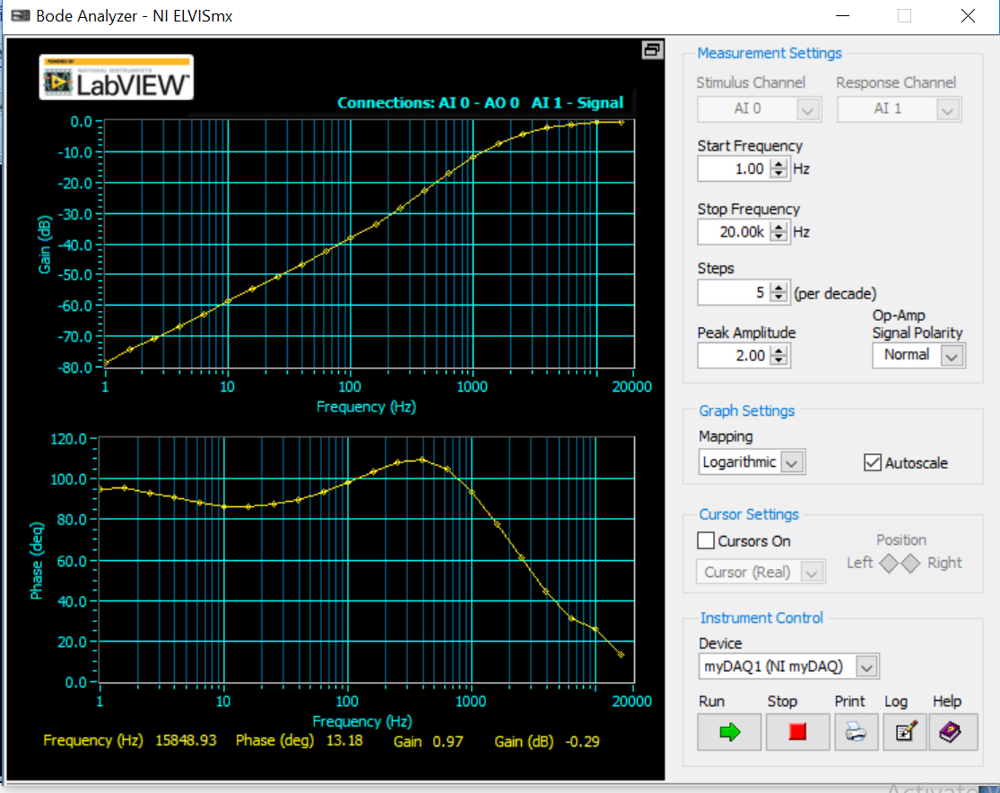 Bode Analyzer - NI ELVISmx
POWERED BY
NATIONAL INSTRUMENTS
LabVIEW™
Connections: AI 0 - AO 0 AI 1 - Signal
0.0
-10.0
-20.0
-30.0
-40.0
-50.0
-60.0
-70.0
-80.0
Gain (dB)
1 10 100 1000 20000
Frequency (Hz)
120.0
100.0
80.0
60.0
40.0
20.0
0.0
Phase (deg)
1 10 100 1000 20000
Frequency (Hz)
Frequency (Hz) 15848.93 Phase (deg) 13.18 Gain 0.97 Gain (dB) -0.29
Measurement Settings
Stimulus Channel Response Channel
AI 0 AI 1
Start Frequency
1.00 Hz
Stop Frequency
20.00k Hz
Steps
5 (per decade)
Op-Amp
Signal Polarity
Peak Amplitude
2.00 Normal
Graph Settings
Mapping
Logarithmic Autoscale
Cursor Settings
Cursors On Position
Cursor (Real) Left Right
Instrument Control
Device
myDAQ1 (NI myDAQ)
Run Stop Print Log Help